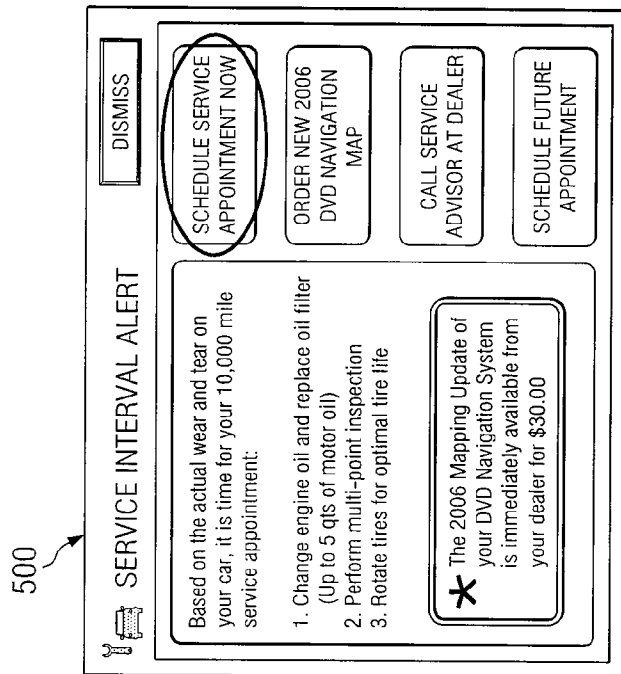 500
SERVICE INTERVAL ALERT
DISMISS
Based on the actual wear and tear on
your car, it is time for your 10,000 mile
service appointment:
1. Change engine oil and replace oil filter
(Up to 5 qts of motor oil)
2. Perform multi-point inspection
3. Rotate tires for optimal tire life
* The 2006 Mapping Update of
your DVD Navigation System
is immediately available from
your dealer for $30.00
SCHEDULE SERVICE
APPOINTMENT NOW
ORDER NEW 2006
DVD NAVIGATION
MAP
CALL SERVICE
ADVISOR AT DEALER
SCHEDULE FUTURE
APPOINTMENT